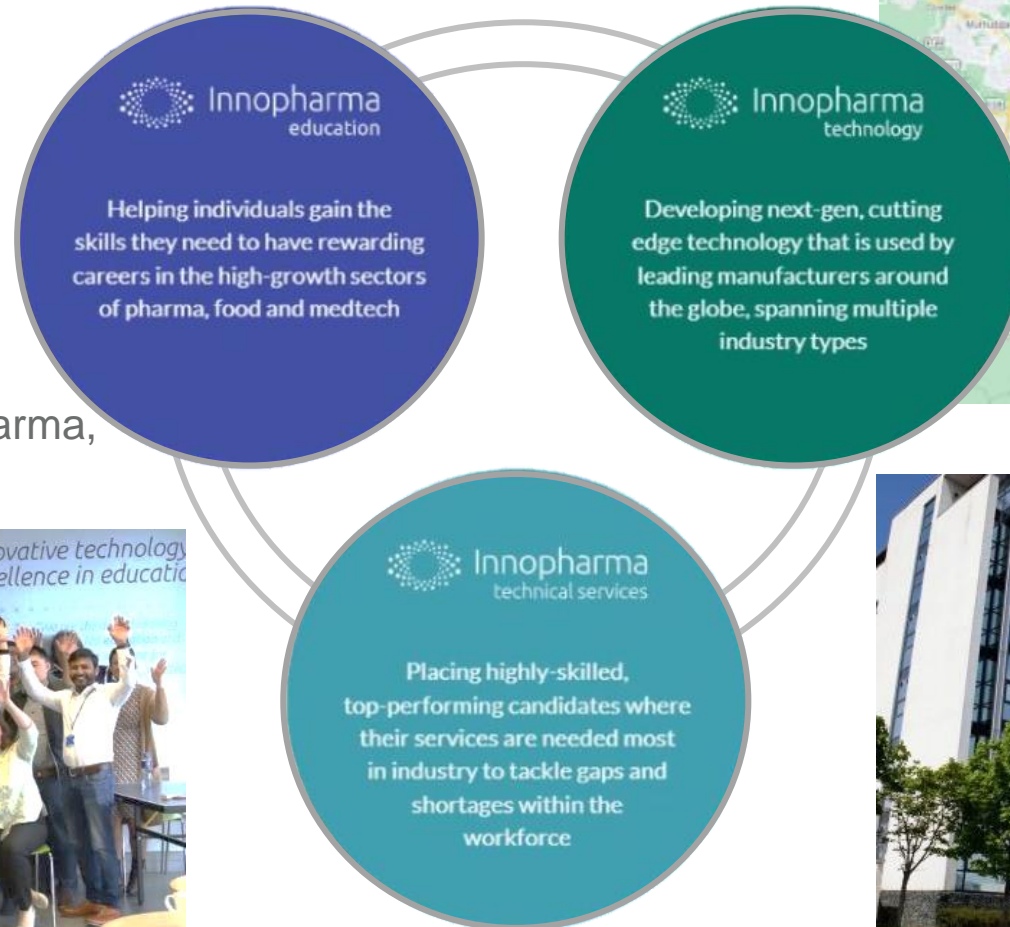 Innopharma
education
Helping individuals gain the
skills they need to have rewarding
careers in the high-growth sectors
of pharma, food and medtech
Innopharma
technology
Developing next-gen, cutting
edge technology that is used by
leading manufacturers around
the globe, spanning multiple
industry types
arma,
ovative technology
ellence in educatio
Innopharma
technical services
Placing highly-skilled,
top-performing candidates where
their services are needed most
in industry to tackle gaps and
shortages within the
workforce